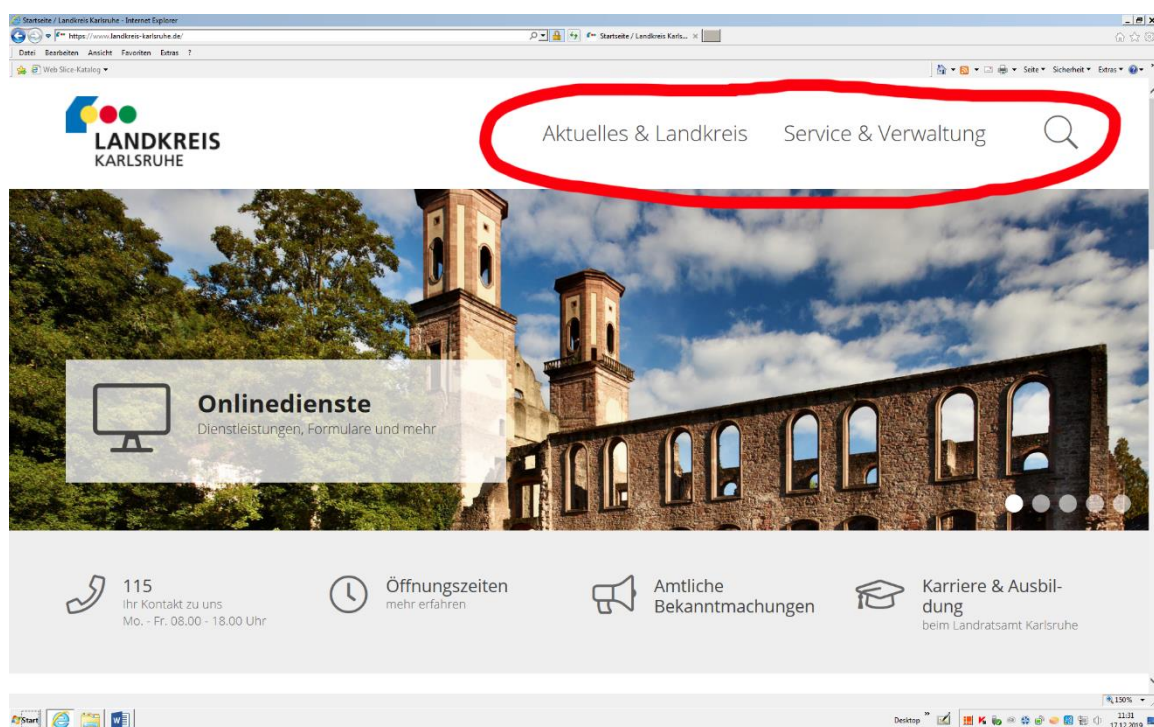 Startseite / Landkreis Karlsruhe - Internet Explorer
https://www.landkreis-karlsruhe.de/
Startseite / Landkreis Karls...
Datei Bearbeiten Ansicht Favoriten Extras ?
Web Slice-Katalog
Seite Sicherheit Extras
LANDKREIS
KARLSRUHE
Aktuelles & Landkreis Service & Verwaltung
Onlinedienste
Dienstleistungen, Formulare und mehr
115
Ihr Kontakt zu uns
Mo. - Fr. 08.00 - 18.00 Uhr
Öffnungszeiten
mehr erfahren
Amtliche
Bekanntmachungen
Karriere & Ausbil-
dung
beim Landratsamt Karlsruhe
150%
Start
Desktop
11:31
17.12.2019